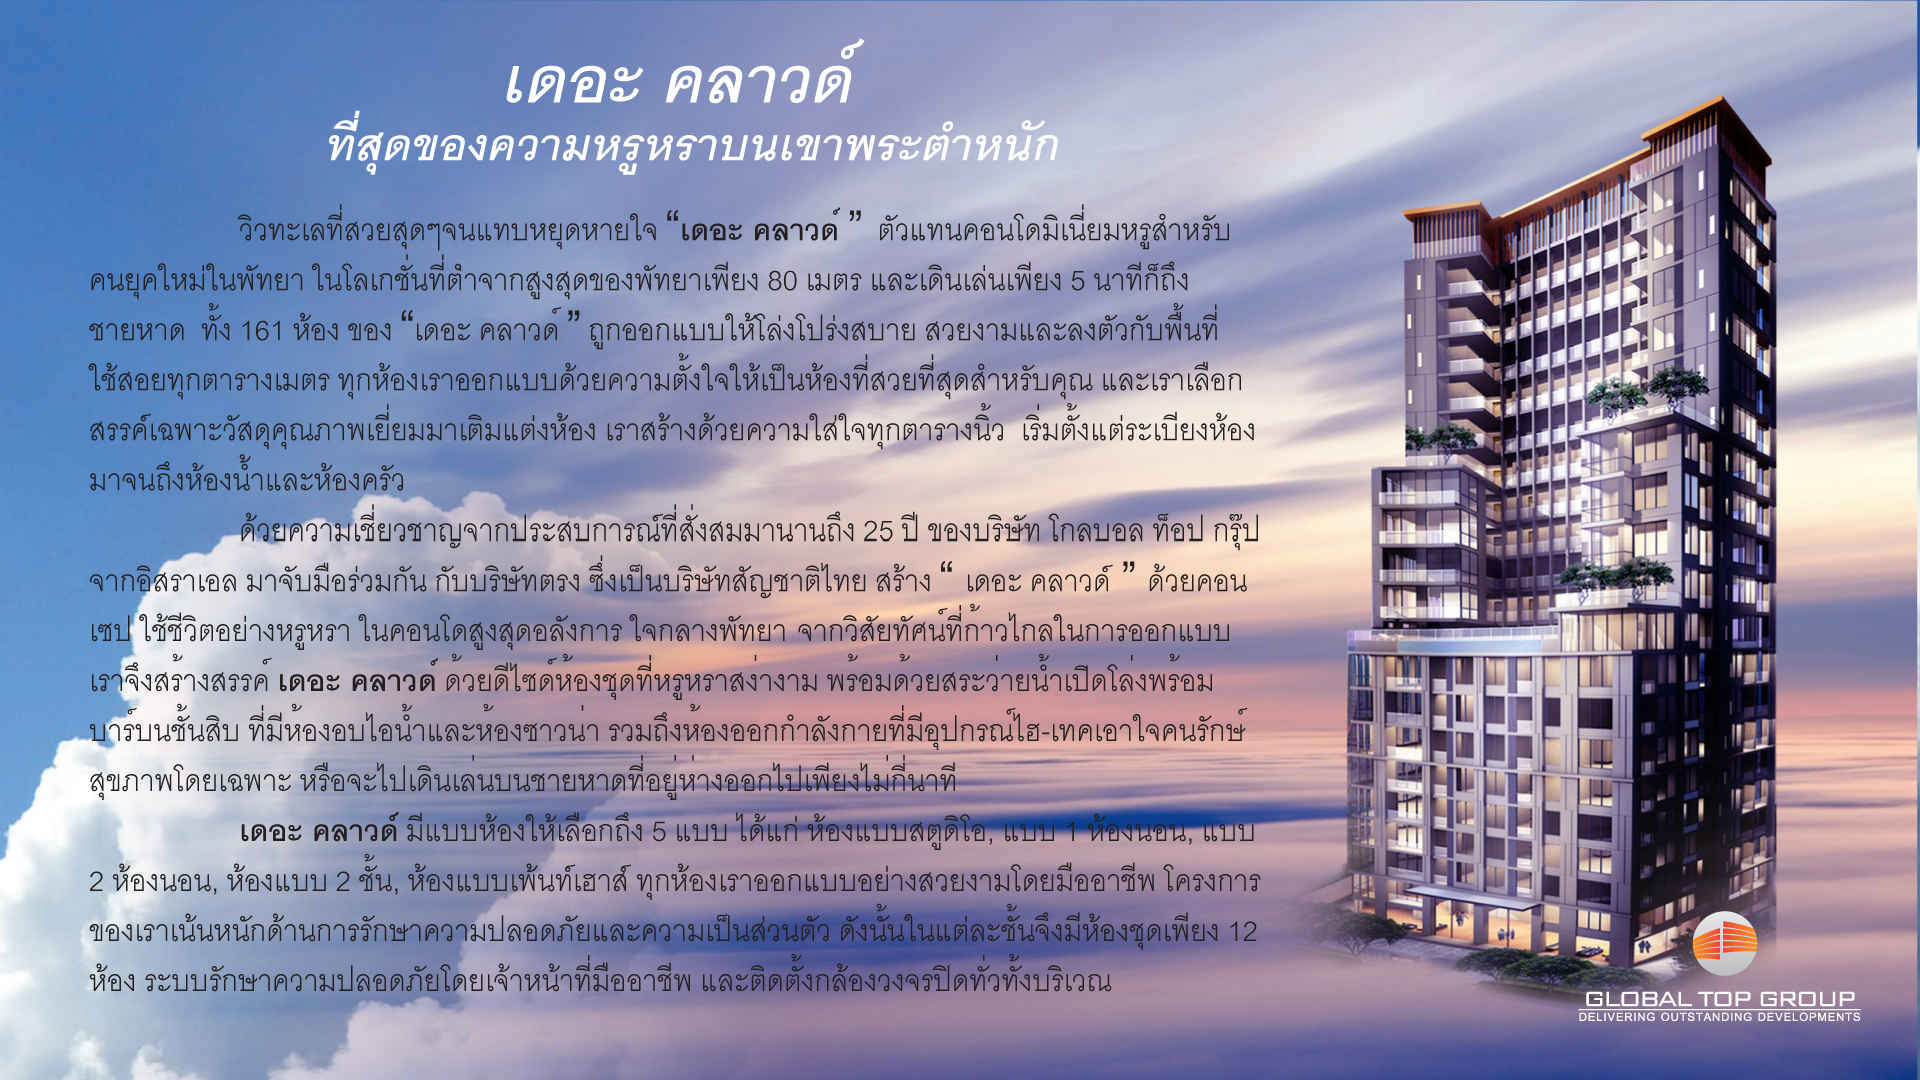 เดอะ คลาวด์
ที่สุดของความหรูหราบนเขาพระตำหนัก
วิวทะเลที่สวยสุดๆจนแทบหยุดหายใจ “เดอะ คลาวด์ ” ตัวแทนคอนโดมิเนี่ยมหรูสำหรับ
คนยุคใหม่ในพัทยา ในโลเกชั่นที่ต่ำจากสูงสุดของพัทยาเพียง 80 เมตร และเดินเล่นเพียง 5 นาทีก็ถึง
ชายหาด ทั้ง 161 ห้อง ของ “เดอะ คลาวด์ ” ถูกออกแบบให้โล่งโปร่งสบาย สวยงามและลงตัวกับพื้นที่
ใช้สอยทุกตารางเมตร ทุกห้องเราออกแบบด้วยความตั้งใจให้เป็นห้องที่สวยที่สุดสำหรับคุณ และเราเลือก
สรรค์เฉพาะวัสดุคุณภาพเยี่ยมมาเติมแต่งห้อง เราสร้างด้วยความใส่ใจทุกตารางนิ้ว เริ่มตั้งแต่ระเบียงห้อง
มาจนถึงห้องน้ำและห้องครัว
ด้วยความเชี่ยวชาญจากประสบการณ์ที่สั่งสมมานานถึง 25 ปี ของบริษัท โกลบอล ท็อป กรุ๊ป
จากอิสราเอล มาจับมือร่วมกัน กับบริษัทตรง ซึ่งเป็นบริษัทสัญชาติไทย สร้าง “ เดอะ คลาวด์ ” ด้วยคอน
เซป ใช้ชีวิตอย่างหรูหรา ในคอนโดสูงสุดอลังการ ใจกลางพัทยา จากวิสัยทัศน์ที่ก้าวไกลในการออกแบบ
เราจึงสร้างสรรค์ เดอะ คลาวด์ ด้วยดีไซด์ห้องชุดที่หรูหราสง่างาม พร้อมด้วยสระว่ายน้ำเปิดโล่งพร้อม
บาร์บนชั้นสิบ ที่มีห้องอบไอน้ำและห้องซาวน่า รวมถึงห้องออกกำลังกายที่มีอุปกรณ์ไฮ-เทคเอาใจคนรักษ์
สุขภาพโดยเฉพาะ หรือจะไปเดินเล่นบนชายหาดที่อยู่ห่างออกไปเพียงไม่กี่นาที
เดอะ คลาวด์ มีแบบห้องให้เลือกถึง 5 แบบ ได้แก่ ห้องแบบสตูดิโอ, แบบ 1 ห้องนอน, แบบ
2 ห้องนอน, ห้องแบบ 2 ชั้น, ห้องแบบเพ้นท์เฮาส์ ทุกห้องเราออกแบบอย่างสวยงามโดยมืออาชีพ โครงการ
ของเราเน้นหนักด้านการรักษาความปลอดภัยและความเป็นส่วนตัว ดังนั้นในแต่ละชั้นจึงมีห้องชุดเพียง 12
ห้อง ระบบรักษาความปลอดภัยโดยเจ้าหน้าที่มืออาชีพ และติดตั้งกล้องวงจรปิดทั่วทั้งบริเวณ
GLOBAL TOP GROUP
DELIVERING OUTSTANDING DEVELOPMENTS